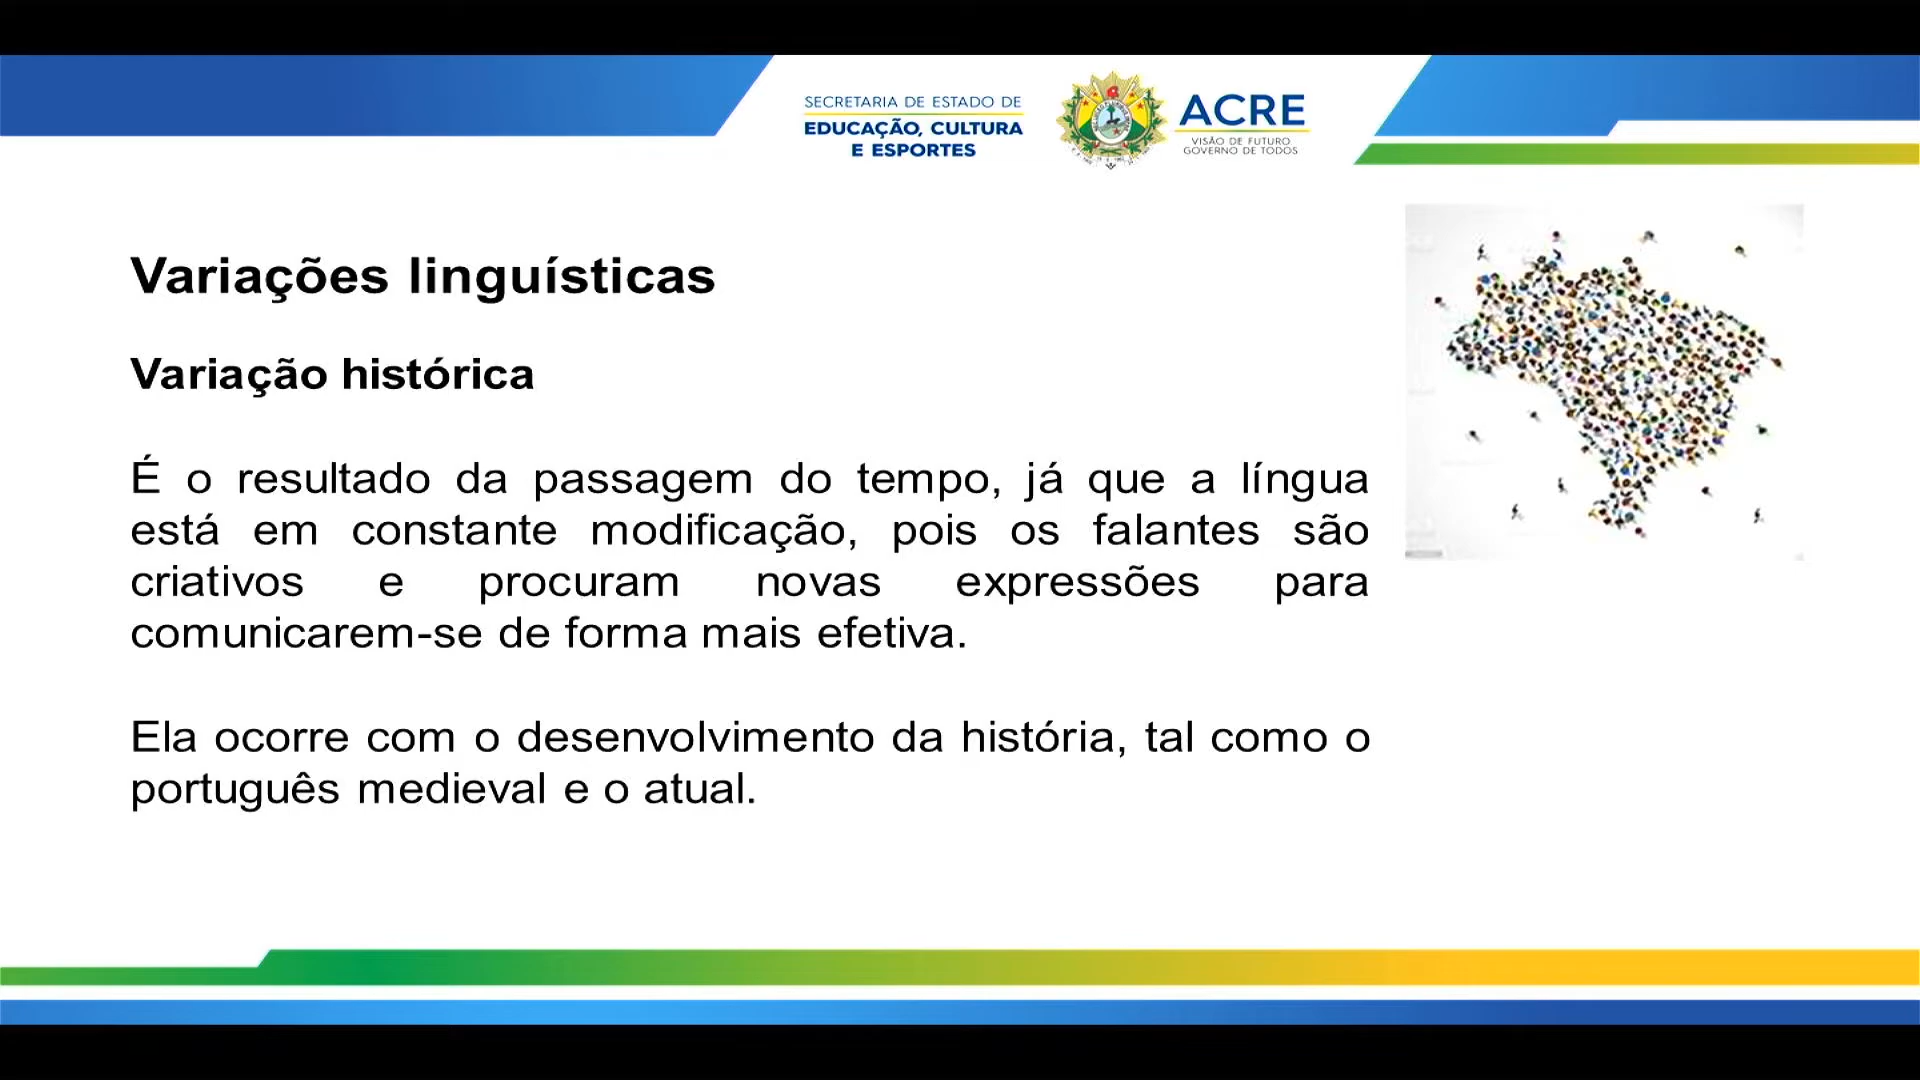 SECRETARIA DE ESTADO DE
EDUCAÇÃO, CULTURA
E ESPORTES
ACRE
VISÃO DE FUTURO
GOVERNO DE TODOS
Variações linguísticas
Variação histórica
É o resultado da passagem do tempo, já que a língua
está em constante modificação, pois os falantes são
criativos e procuram novas expressões para
comunicarem-se de forma mais efetiva.
Ela ocorre com o desenvolvimento da história, tal como o
português medieval e o atual.